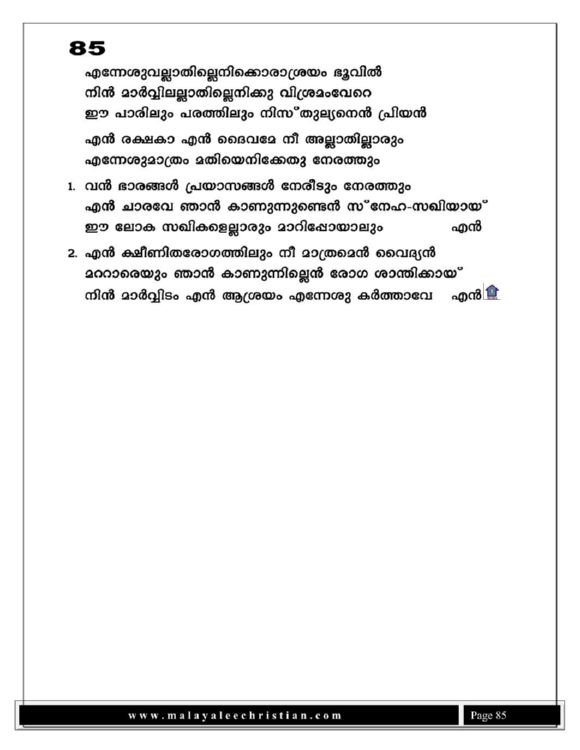 85
എന്നേശുവല്ലാതില്ലെനിക്കൊരാശ്രയം ഭൂവിൽ
നിൻ മാർവ്വിലല്ലാതില്ലെനിക്കു വിശ്രമംവേറെ
ഈ പാരിലും പരത്തിലും നിസ്തുല്യനെൻ പ്രിയൻ
എൻ രക്ഷകാ എൻ ദൈവമേ നീ അല്ലാതില്ലാരും
എന്നേശുമാത്രം മതിയെനിക്കേതു നേരത്തും
1. വൻ ഭാരങ്ങൾ പ്രയാസങ്ങൾ നേരീടും നേരത്തും
എൻ ചാരവേ ഞാൻ കാണുന്നുണ്ടെൻ സ്നേഹ-സഖിയായ്
ഈ ലോക സഖികളെല്ലാരും മാറിപ്പോയാലും എൻ
2. എൻ ക്ഷീണിതരോഗത്തിലും നീ മാത്രമെൻ വൈദ്യൻ
മററാരെയും ഞാൻ കാണുന്നില്ലെൻ രോഗ ശാന്തിക്കായ്
നിൻ മാർവ്വിടം എൻ ആശ്രയം എന്നേശു കർത്താവേ എൻ
www.malayaleechristian.com Page 85